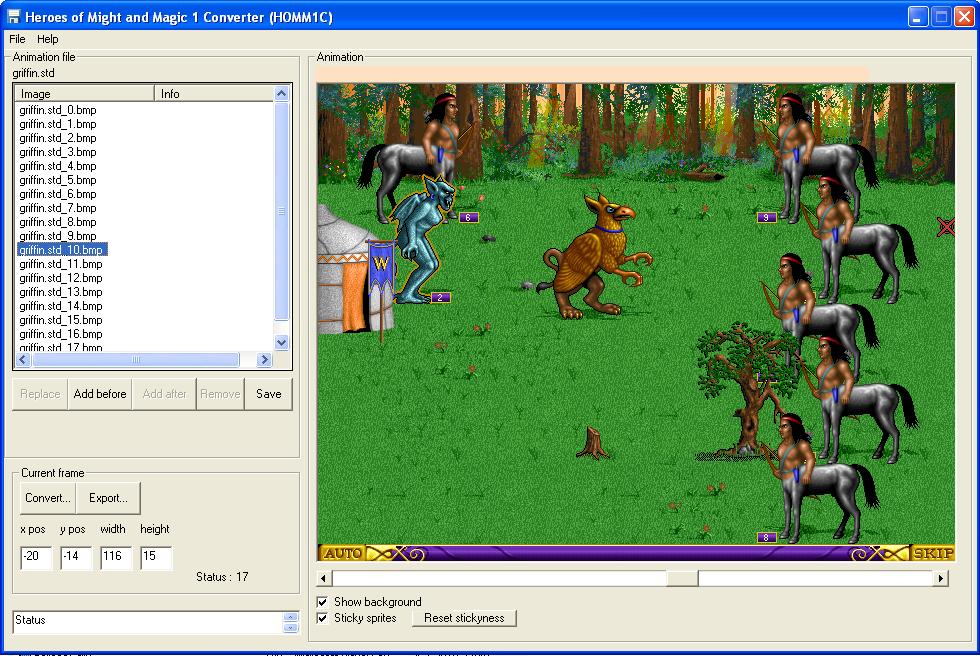 Heroes of Might and Magic 1 Converter (HOMM1C)
File Help
Animation file
griffin.std
Image Info
griffin.std_0.bmp
griffin.std_1.bmp
griffin.std_2.bmp
griffin.std_3.bmp
griffin.std_4.bmp
griffin.std_5.bmp
griffin.std_6.bmp
griffin.std_7.bmp
griffin.std_8.bmp
griffin.std_9.bmp
griffin.std_10.bmp
griffin.std_11.bmp
griffin.std_12.bmp
griffin.std_13.bmp
griffin.std_14.bmp
griffin.std_15.bmp
griffin.std_16.bmp
griffin.std_17.bmp
Replace Add before Add after Remove Save
Current frame
Convert... Export...
x pos y pos width height
-20 -14 116 15
Status : 17
Status
Animation
6
9
W
2
8
AUTO SKIP
Show background
Sticky sprites Reset stickyness